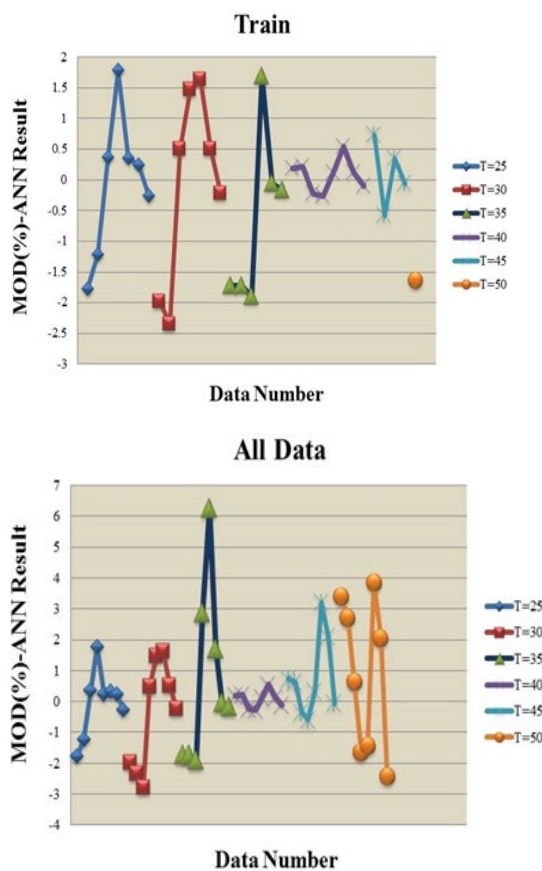 Train
MOD(%)-ANN Result
2
1.5
1
0.5
0
-0.5
-1
-1.5
-2
-2.5
-3
T=25
T=30
T=35
T=40
T=45
T=50
Data Number
All Data
MOD(%)-ANN Result
7
6
5
4
3
2
1
0
-1
-2
-3
-4
T=25
T=30
T=35
T=40
T=45
T=50
Data Number